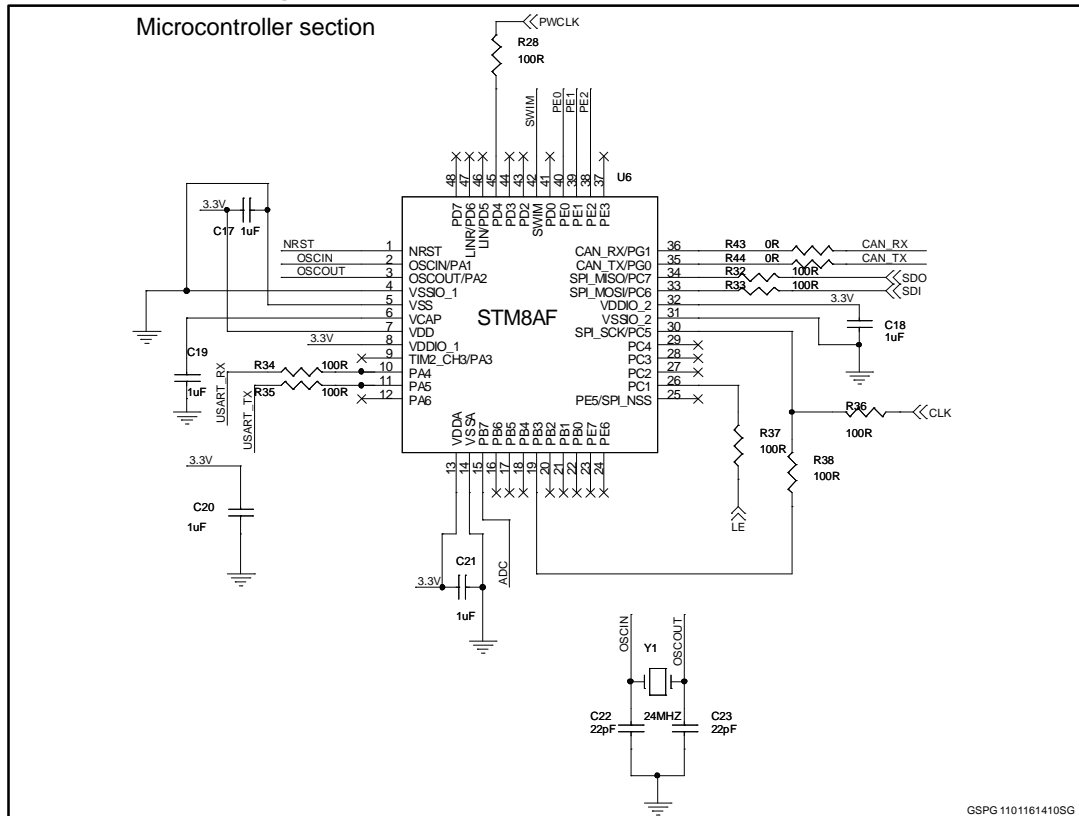 Microcontroller section
PWCLK
R28
100R
SWIM
PE0
PE1
PE2
U6
48
47
46
45
44
43
42
41
40
39
38
37
PD7
LINR/PD6
LIN/PD5
PD4
PD3
PD2
SWIM
PD0
PE0
PE1
PE2
PE3
3.3V
C17
1uF
NRST
OSCIN
OSCOUT
3.3V
1 NRST
2 OSCIN/PA1
3 OSCOUT/PA2
4 VSSIO_1
5 VSS
6 VCAP
7 VDD
8 VDDIO_1
9 TIM2_CH3/PA3
10 PA4
11 PA5
12 PA6
STM8AF
CAN_RX/PG1 36 R43 0R CAN_RX
CAN_TX/PG0 35 R44 0R CAN_TX
SPI_MISO/PC7 34 R32 100R SDO
SPI_MOSI/PC6 33 R33 100R SDI
VDDIO_2 32 3.3V
VSSIO_2 31
SPI_SCK/PC5 30
PC4 29
PC3 28
PC2 27
PC1 26
PE5/SPI_NSS 25
C18
1uF
C19
1uF
R34 100R
R35 100R
USART_RX
USART_TX
R36
100R
CLK
R37
100R
R38
100R
LE
VDDA
VSSA
PB7
PB6
PB5
PB4
PB3
PB2
PB1
PB0
PE7
PE6
13
14
15
16
17
18
19
20
21
22
23
24
3.3V
C20
1uF
3.3V
C21
1uF
ADC
OSCIN
OSCOUT
Y1
24MHZ
C22
22pF
C23
22pF
GSPG1101161410SG